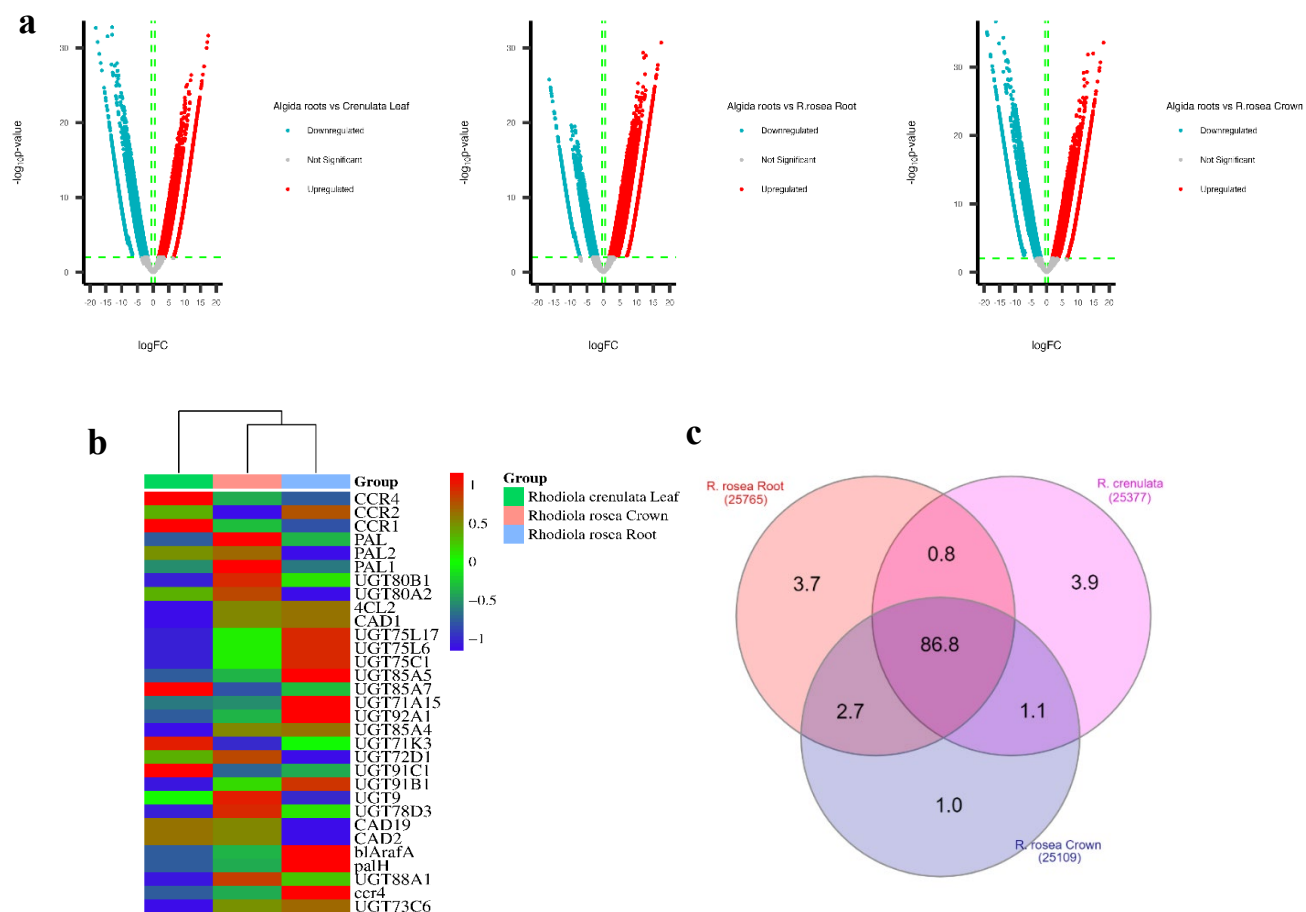 a
-log10p-value
30
20
10
0
-20 -15 -10 -5 0 5 10 15 20
logFC
Algida roots vs Crenulata Leaf
Downregulated
Not Significant
Upregulated
-log10p-value
30
20
10
0
-20 -15 -10 -5 0 5 10 15 20
logFC
Algida roots vs R.rosea Root
Downregulated
Not Significant
Upregulated
-log10p-value
30
20
10
0
-20 -15 -10 -5 0 5 10 15 20
logFC
Algida roots vs R.rosea Crown
Downregulated
Not Significant
Upregulated
b
Group
CCR4
CCR2
CCR1
PAL
PAL2
PAL1
UGT80B1
UGT80A2
4CL2
CAD1
UGT75L17
UGT75L6
UGT75C1
UGT85A5
UGT85A7
UGT71A15
UGT92A1
UGT85A4
UGT71K3
UGT72D1
UGT91C1
UGT91B1
UGT9
UGT78D3
CAD19
CAD2
blArafA
palH
UGT88A1
ccr4
UGT73C6
1
0.5
0
−0.5
−1
Group
Rhodiola crenulata Leaf
Rhodiola rosea Crown
Rhodiola rosea Root
c
R. rosea Root
(25765)
R. crenulata
(25377)
0.8
3.7
3.9
86.8
2.7
1.1
1.0
R. rosea Crown
(25109)